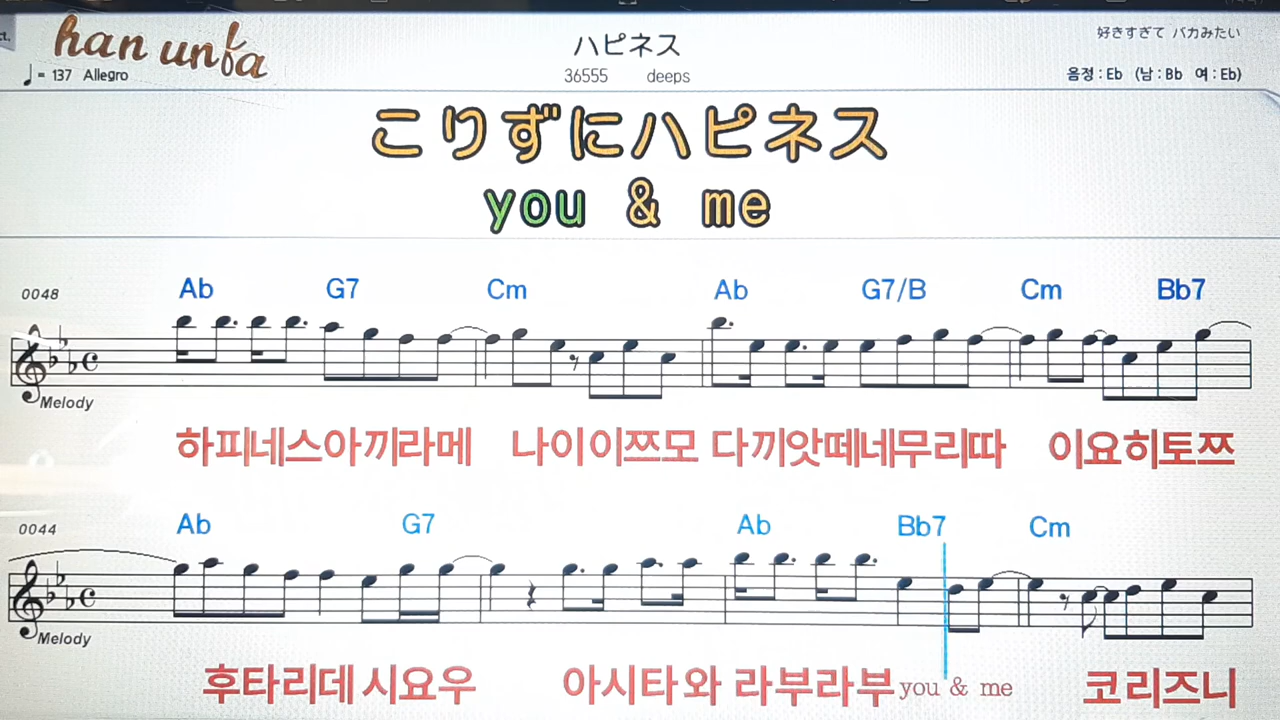 ct.
han unfa
♩= 137 Allegro
ハピネス
36555 deeps
好きすぎて バカみたい
음정 : Eb (남 : Bb 여 : Eb)
こりずにハピネス
you & me
0048
Ab G7 Cm Ab G7/B Cm Bb7
Melody
하피네스아끼라메 나이이쯔모 다끼앗떼네무리따 이요히토쯔
0044
Ab G7 Ab Bb7 Cm
Melody
후타리데 시요우 아시타와 라부라부 you & me 코리즈니